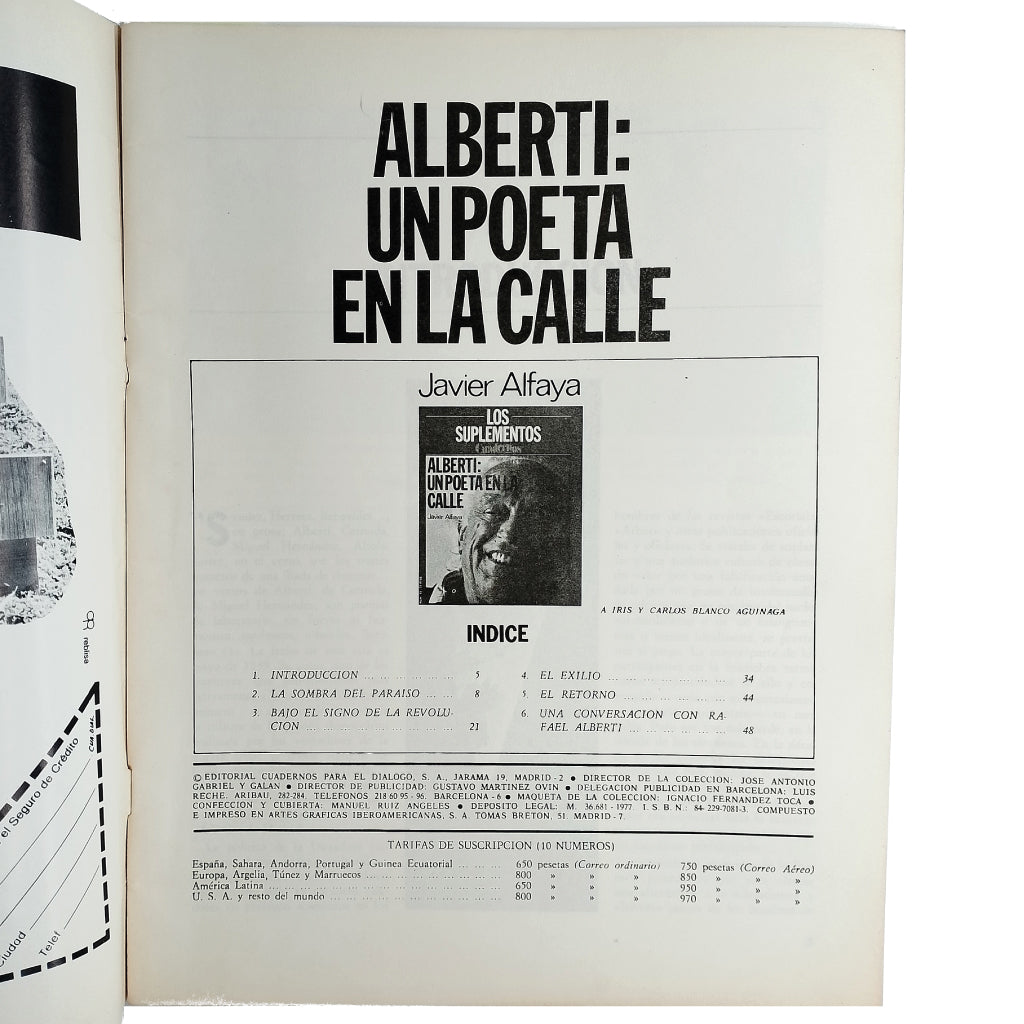 ALBERTI:
UN POETA
EN LA CALLE
Javier Alfaya
LOS
SUPLEMENTOS
ALBERTI:
UN POETA EN LA
CALLE
Javier Alfaya
A IRIS Y CARLOS BLANCO AGUINAGA
INDICE
1. INTRODUCCION ... ... ... ... ... 5
2. LA SOMBRA DEL PARAISO ... ... 8
3. BAJO EL SIGNO DE LA REVOLU-
CION ... ... ... ... ... ... ... ... 21
4. EL EXILIO ... ... ... ... ... ... ... 34
5. EL RETORNO ... ... ... ... ... ... 44
6. UNA CONVERSACION CON RA-
FAEL ALBERTI ... ... ... ... ... ... 48
© EDITORIAL CUADERNOS PARA EL DIALOGO, S. A., JARAMA 19, MADRID - 2 ● DIRECTOR DE LA COLECCION: JOSE ANTONIO
GABRIEL Y GALAN ● DIRECTOR DE PUBLICIDAD: GUSTAVO MARTINEZ OVIN ● DELEGACION PUBLICIDAD EN BARCELONA: LUIS
RECHE. ARIBAU, 282-284. TELEFONOS 218 60 95 - 96. BARCELONA - 6 ● MAQUETA DE LA COLECCION: IGNACIO FERNANDEZ TOCA ●
CONFECCION Y CUBIERTA: MANUEL RUIZ ANGELES ● DEPOSITO LEGAL: M. 36.681 - 1977. I. S. B. N.: 84-229-7081-3. COMPUESTO
E IMPRESO EN ARTES GRAFICAS IBEROAMERICANAS, S. A. TOMAS BRETON, 51. MADRID - 7.
TARIFAS DE SUSCRIPCION (10 NUMEROS)
España, Sahara, Andorra, Portugal y Guinea Ecuatorial ... ... ... 650 pesetas (Correo ordinario) 750 pesetas (Correo Aéreo)
Europa, Argelia, Túnez y Marruecos ... ... ... ... ... ... ... ... 800 » » » 850 » » »
América Latina ... ... ... ... ... ... ... ... ... ... ... ... ... 650 » » » 950 » » »
U. S. A. y resto del mundo ... ... ... ... ... ... ... ... ... ... 800 » » » 970 » » »
reblisa
el Seguro de Crédito
Ciudad
Telef